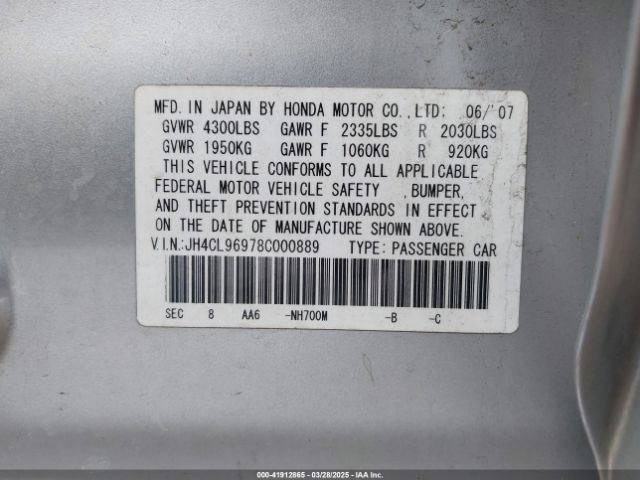 MFD. IN JAPAN BY HONDA MOTOR CO.,LTD: 06/'07
GVWR 4300LBS GAWR F 2335LBS R 2030LBS
GVWR 1950KG GAWR F 1060KG R 920KG
THIS VEHICLE CONFORMS TO ALL APPLICABLE
FEDERAL MOTOR VEHICLE SAFETY ,BUMPER,
AND THEFT PREVENTION STANDARDS IN EFFECT
ON THE DATE OF MANUFACTURE SHOWN ABOVE.
V.I.N.:JH4CL96978C000889 TYPE: PASSENGER CAR
SEC 8 AA6 -NH700M -B -C
000-41912865 - 03/28/2025 - IAA Inc.